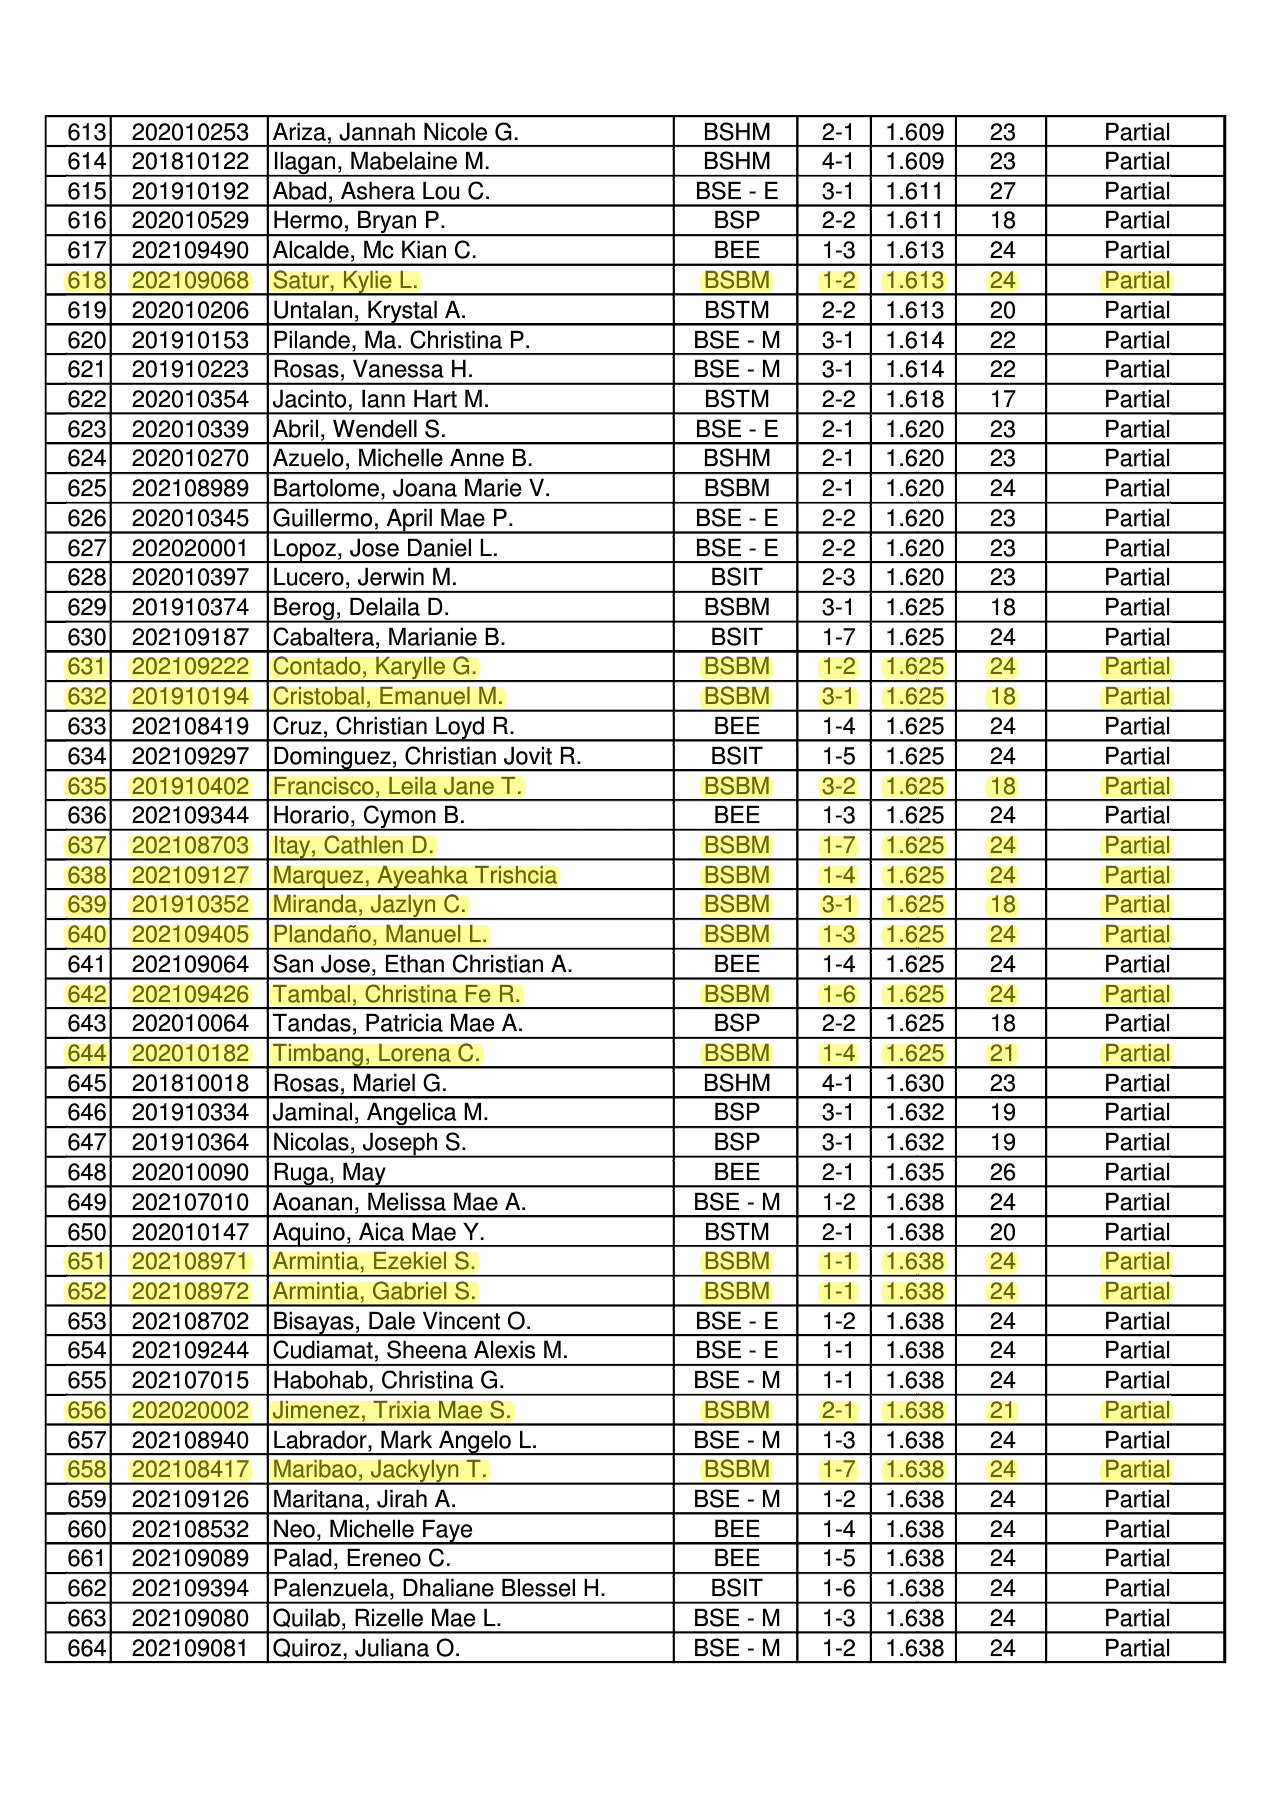 613 202010253 Ariza, Jannah Nicole G. BSHM 2-1 1.609 23 Partial
614 201810122 Ilagan, Mabelaine M. BSHM 4-1 1.609 23 Partial
615 201910192 Abad, Ashera Lou C. BSE - E 3-1 1.611 27 Partial
616 202010529 Hermo, Bryan P. BSP 2-2 1.611 18 Partial
617 202109490 Alcalde, Mc Kian C. BEE 1-3 1.613 24 Partial
618 202109068 Satur, Kylie L. BSBM 1-2 1.613 24 Partial
619 202010206 Untalan, Krystal A. BSTM 2-2 1.613 20 Partial
620 201910153 Pilande, Ma. Christina P. BSE - M 3-1 1.614 22 Partial
621 201910223 Rosas, Vanessa H. BSE - M 3-1 1.614 22 Partial
622 202010354 Jacinto, Iann Hart M. BSTM 2-2 1.618 17 Partial
623 202010339 Abril, Wendell S. BSE - E 2-1 1.620 23 Partial
624 202010270 Azuelo, Michelle Anne B. BSHM 2-1 1.620 23 Partial
625 202108989 Bartolome, Joana Marie V. BSBM 2-1 1.620 24 Partial
626 202010345 Guillermo, April Mae P. BSE - E 2-2 1.620 23 Partial
627 202020001 Lopoz, Jose Daniel L. BSE - E 2-2 1.620 23 Partial
628 202010397 Lucero, Jerwin M. BSIT 2-3 1.620 23 Partial
629 201910374 Berog, Delaila D. BSBM 3-1 1.625 18 Partial
630 202109187 Cabaltera, Marianie B. BSIT 1-7 1.625 24 Partial
631 202109222 Contado, Karylle G. BSBM 1-2 1.625 24 Partial
632 201910194 Cristobal, Emanuel M. BSBM 3-1 1.625 18 Partial
633 202108419 Cruz, Christian Loyd R. BEE 1-4 1.625 24 Partial
634 202109297 Dominguez, Christian Jovit R. BSIT 1-5 1.625 24 Partial
635 201910402 Francisco, Leila Jane T. BSBM 3-2 1.625 18 Partial
636 202109344 Horario, Cymon B. BEE 1-3 1.625 24 Partial
637 202108703 Itay, Cathlen D. BSBM 1-7 1.625 24 Partial
638 202109127 Marquez, Ayeahka Trishcia BSBM 1-4 1.625 24 Partial
639 201910352 Miranda, Jazlyn C. BSBM 3-1 1.625 18 Partial
640 202109405 Plandaño, Manuel L. BSBM 1-3 1.625 24 Partial
641 202109064 San Jose, Ethan Christian A. BEE 1-4 1.625 24 Partial
642 202109426 Tambal, Christina Fe R. BSBM 1-6 1.625 24 Partial
643 202010064 Tandas, Patricia Mae A. BSP 2-2 1.625 18 Partial
644 202010182 Timbang, Lorena C. BSBM 1-4 1.625 21 Partial
645 201810018 Rosas, Mariel G. BSHM 4-1 1.630 23 Partial
646 201910334 Jaminal, Angelica M. BSP 3-1 1.632 19 Partial
647 201910364 Nicolas, Joseph S. BSP 3-1 1.632 19 Partial
648 202010090 Ruga, May BEE 2-1 1.635 26 Partial
649 202107010 Aoanan, Melissa Mae A. BSE - M 1-2 1.638 24 Partial
650 202010147 Aquino, Aica Mae Y. BSTM 2-1 1.638 20 Partial
651 202108971 Armintia, Ezekiel S. BSBM 1-1 1.638 24 Partial
652 202108972 Armintia, Gabriel S. BSBM 1-1 1.638 24 Partial
653 202108702 Bisayas, Dale Vincent O. BSE - E 1-2 1.638 24 Partial
654 202109244 Cudiamat, Sheena Alexis M. BSE - E 1-1 1.638 24 Partial
655 202107015 Habohab, Christina G. BSE - M 1-1 1.638 24 Partial
656 202020002 Jimenez, Trixia Mae S. BSBM 2-1 1.638 21 Partial
657 202108940 Labrador, Mark Angelo L. BSE - M 1-3 1.638 24 Partial
658 202108417 Maribao, Jackylyn T. BSBM 1-7 1.638 24 Partial
659 202109126 Maritana, Jirah A. BSE - M 1-2 1.638 24 Partial
660 202108532 Neo, Michelle Faye BEE 1-4 1.638 24 Partial
661 202109089 Palad, Ereneo C. BEE 1-5 1.638 24 Partial
662 202109394 Palenzuela, Dhaliane Blessel H. BSIT 1-6 1.638 24 Partial
663 202109080 Quilab, Rizelle Mae L. BSE - M 1-3 1.638 24 Partial
664 202109081 Quiroz, Juliana O. BSE - M 1-2 1.638 24 Partial